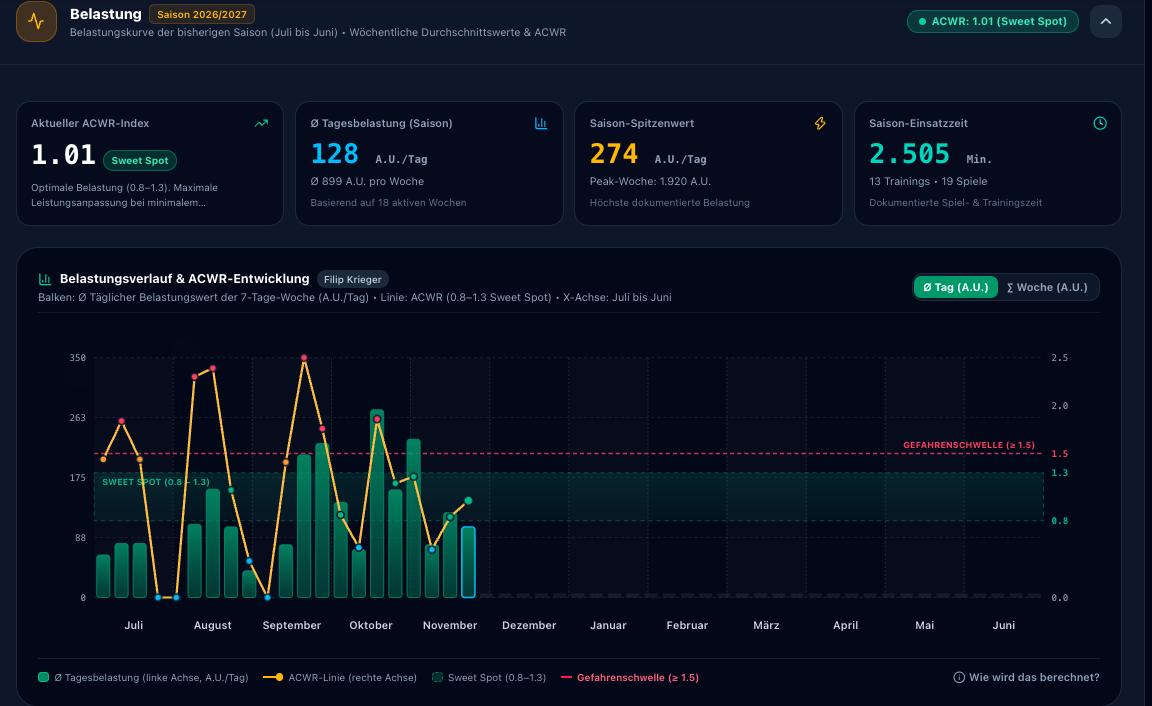 Belastung Saison 2026/2027
Belastungskurve der bisherigen Saison (Juli bis Juni) • Wöchentliche Durchschnittswerte & ACWR
ACWR: 1.01 (Sweet Spot)
Aktueller ACWR-Index
1.01 Sweet Spot
Optimale Belastung (0.8–1.3). Maximale
Leistungsanpassung bei minimalem…
Ø Tagesbelastung (Saison)
128 A.U./Tag
Ø 899 A.U. pro Woche
Basierend auf 18 aktiven Wochen
Saison-Spitzenwert
274 A.U./Tag
Peak-Woche: 1.920 A.U.
Höchste dokumentierte Belastung
Saison-Einsatzzeit
2.505 Min.
13 Trainings • 19 Spiele
Dokumentierte Spiel- & Trainingszeit
Belastungsverlauf & ACWR-Entwicklung Filip Krieger
Balken: Ø Täglicher Belastungswert der 7-Tage-Woche (A.U./Tag) • Linie: ACWR (0.8–1.3 Sweet Spot) • X-Achse: Juli bis Juni
Ø Tag (A.U.) ∑ Woche (A.U.)
350 2.5
2.0
263
GEFAHRENSCHWELLE (≥ 1.5)
1.5
1.3
175
SWEET SPOT (0.8 – 1.3)
0.8
88
0 0.0
Juli August September Oktober November Dezember Januar Februar März April Mai Juni
Ø Tagesbelastung (linke Achse, A.U./Tag) ACWR-Linie (rechte Achse) Sweet Spot (0.8–1.3) Gefahrenschwelle (≥ 1.5)
Wie wird das berechnet?